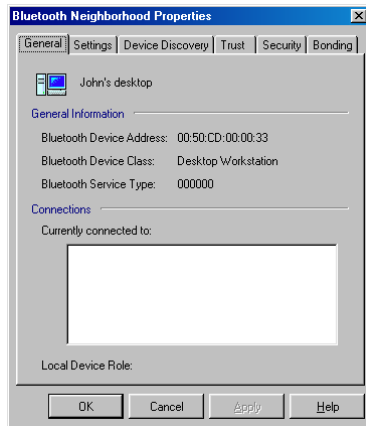 Bluetooth Neighborhood Properties
General Settings Device Discovery Trust Security Bonding
John's desktop
General Information
Bluetooth Device Address: 00:50:CD:00:00:33
Bluetooth Device Class: Desktop Workstation
Bluetooth Service Type: 000000
Connections
Currently connected to:
Local Device Role:
OK Cancel Apply Help